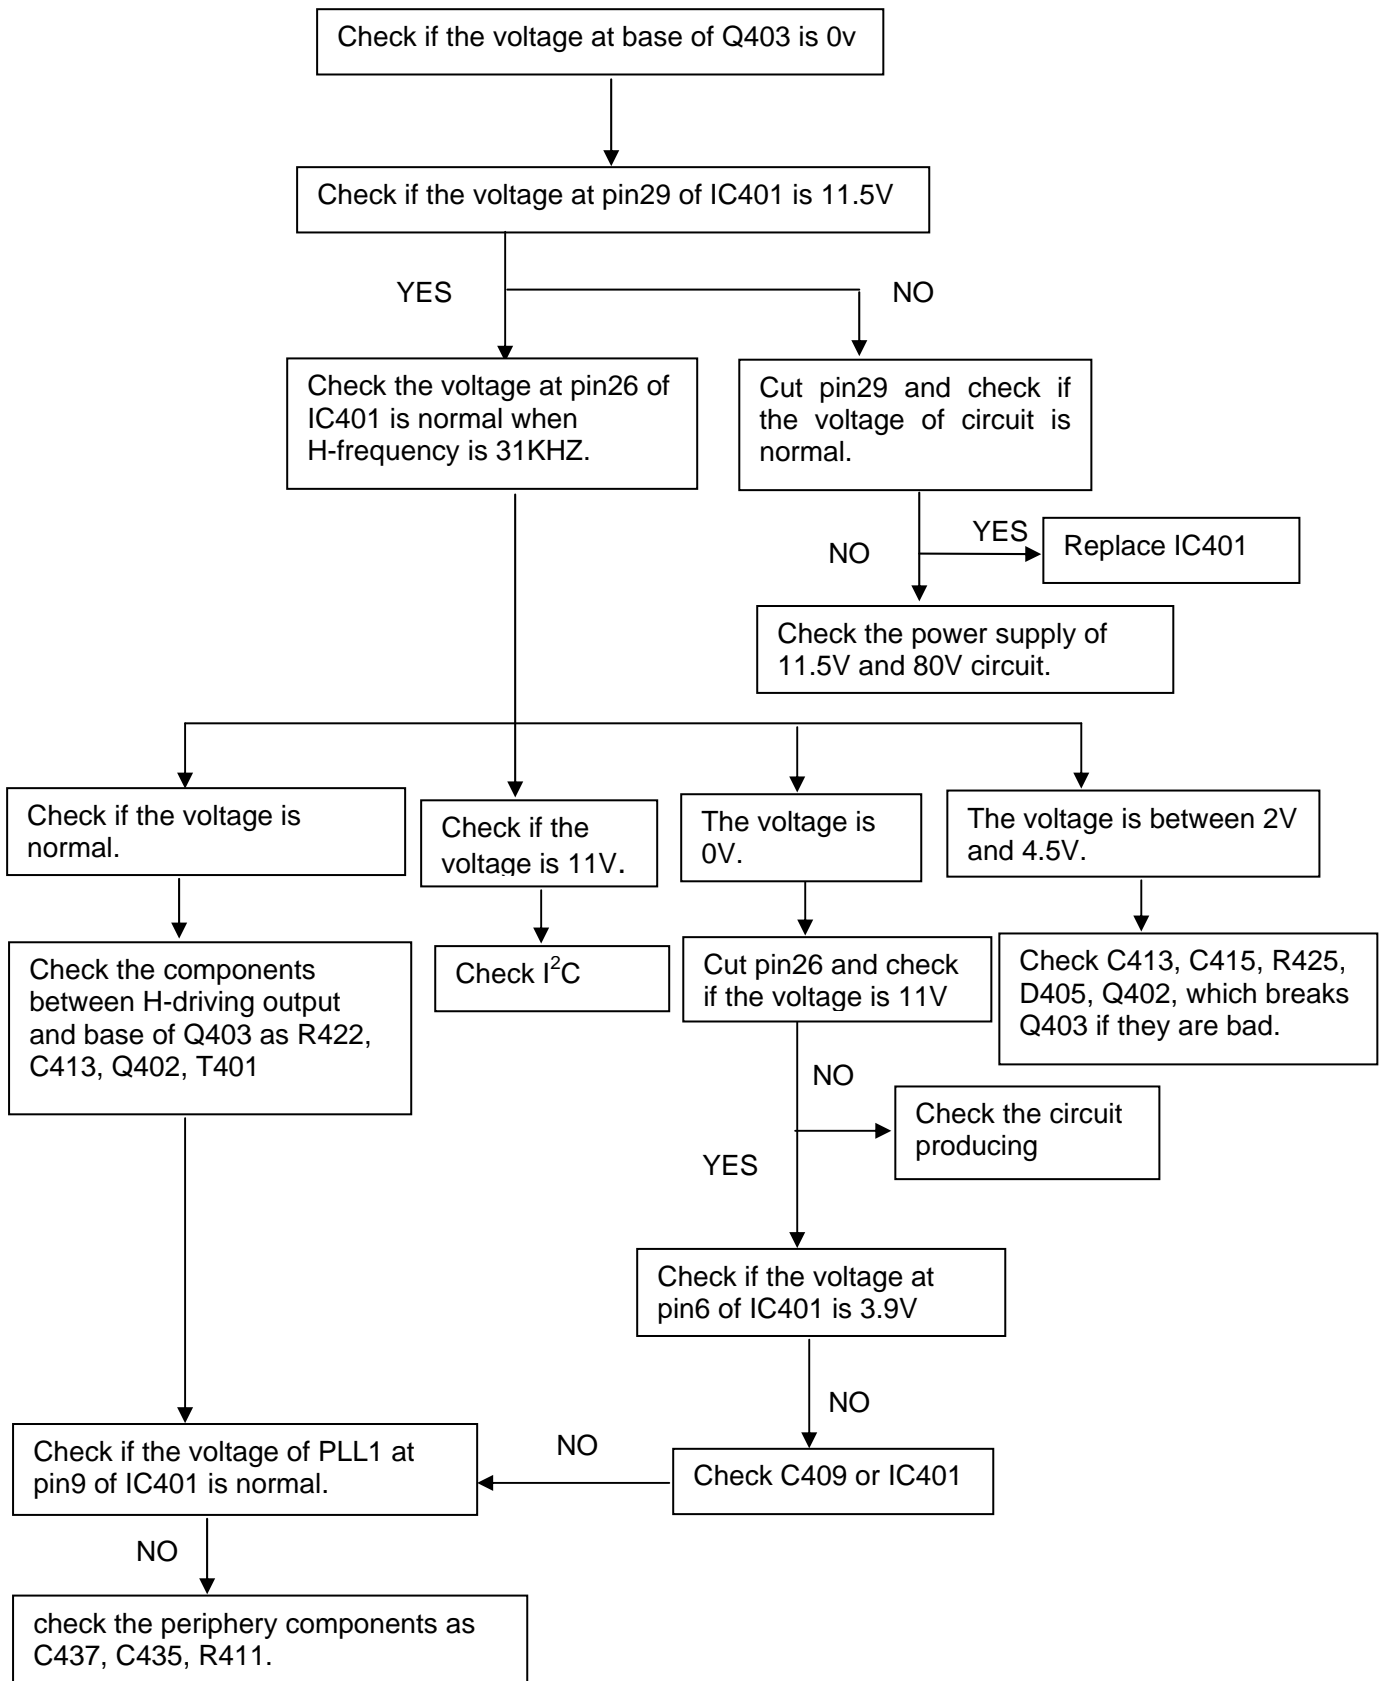 Check if the voltage at base of Q403 is 0v
Check if the voltage at pin29 of IC401 is 11.5V
YES
NO
Check the voltage at pin26 of
IC401 is normal when
H-frequency is 31KHZ.
Cut pin29 and check if
the voltage of circuit is
normal.
YES
NO
Replace IC401
Check the power supply of
11.5V and 80V circuit.
Check if the voltage is
normal.
Check if the
voltage is 11V.
The voltage is
0V.
The voltage is between 2V
and 4.5V.
Check the components
between H-driving output
and base of Q403 as R422,
C413, Q402, T401
Check I²C
Cut pin26 and check
if the voltage is 11V
Check C413, C415, R425,
D405, Q402, which breaks
Q403 if they are bad.
NO
Check the circuit
producing
YES
Check if the voltage at
pin6 of IC401 is 3.9V
NO
Check if the voltage of PLL1 at
pin9 of IC401 is normal.
NO
Check C409 or IC401
NO
check the periphery components as
C437, C435, R411.